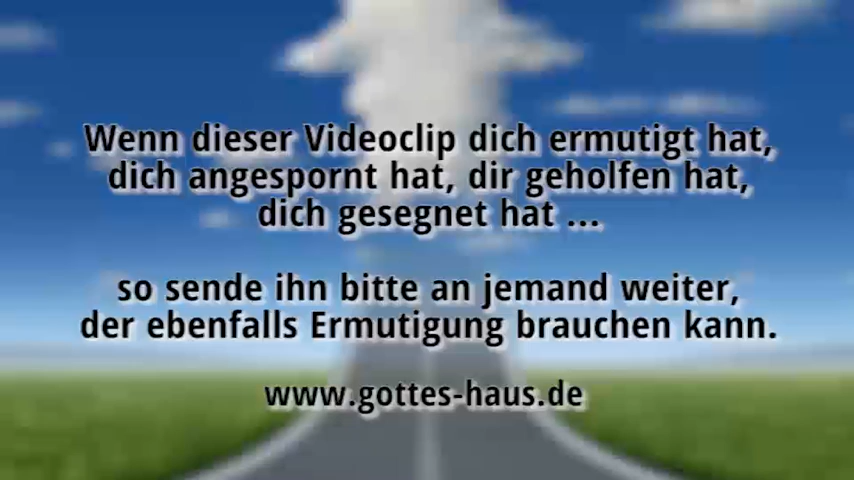 Wenn dieser Videoclip dich ermutigt hat,
dich angespornt hat, dir geholfen hat,
dich gesegnet hat ...
so sende ihn bitte an jemand weiter,
der ebenfalls Ermutigung brauchen kann.
www.gottes-haus.de